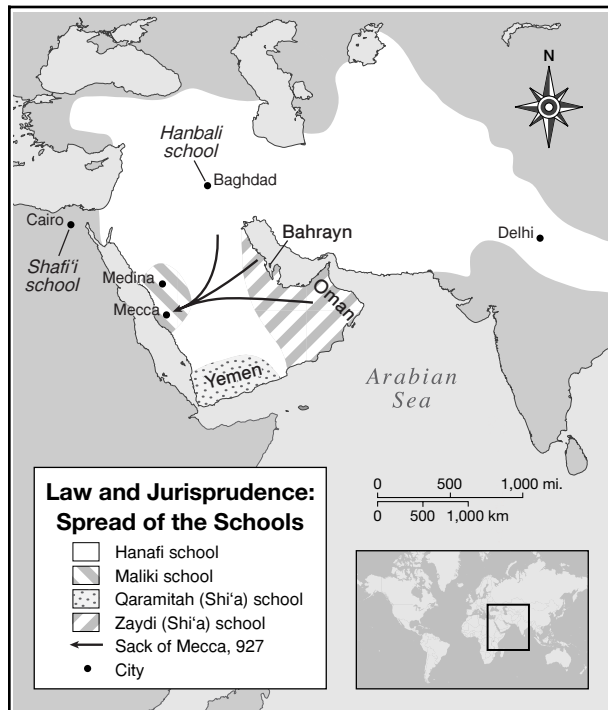 N
Hanbali
school
Baghdad
Cairo
Shafi‘i
school
Bahrayn
Delhi
Medina
Mecca
Oman
Yemen
Arabian
Sea
Law and Jurisprudence:
Spread of the Schools
Hanafi school
Maliki school
Qaramitah (Shi‘a) school
Zaydi (Shi‘a) school
Sack of Mecca, 927
City
0 500 1,000 mi.
0 500 1,000 km